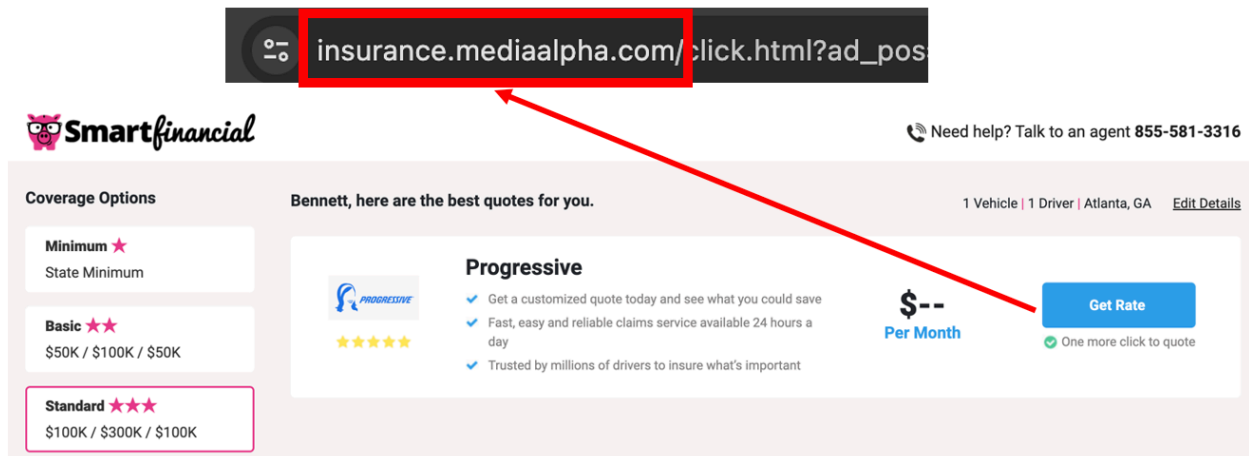 insurance.mediaalpha.com/click.html?ad_pos
Smartfinancial
Need help? Talk to an agent 855-581-3316
Coverage Options
Minimum ★
State Minimum
Basic ★★
$50K / $100K / $50K
Standard ★★★
$100K / $300K / $100K
Bennett, here are the best quotes for you.
1 Vehicle | 1 Driver | Atlanta, GA Edit Details
PROGRESSIVE
★★★★★
Progressive
✓ Get a customized quote today and see what you could save
✓ Fast, easy and reliable claims service available 24 hours a
day
✓ Trusted by millions of drivers to insure what's important
$--
Per Month
Get Rate
One more click to quote